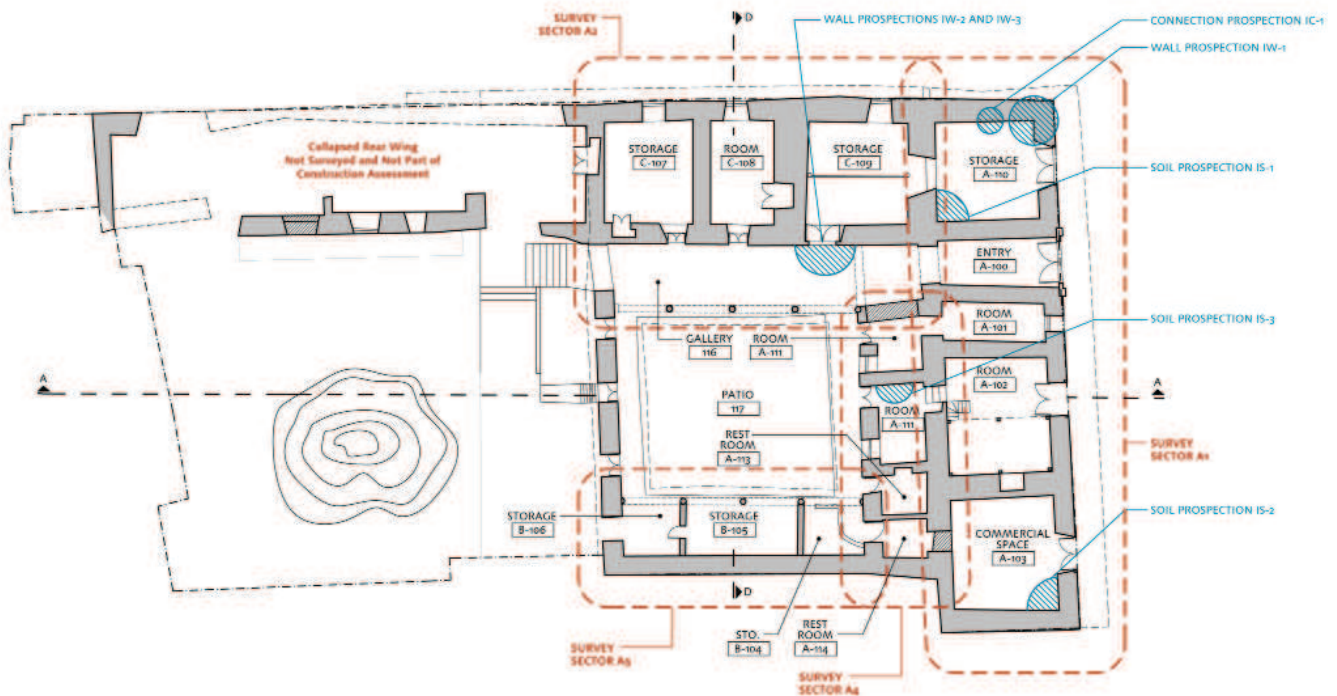 SURVEY
SECTOR A2
D
WALL PROSPECTIONS IW-2 AND IW-3
CONNECTION PROSPECTION IC-1
WALL PROSPECTION IW-1
Collapsed Rear Wing
Not Surveyed and Not Part of
Construction Assessment
STORAGE
C-107
ROOM
C-108
STORAGE
C-109
STORAGE
A-110
SOIL PROSPECTION IS-1
ENTRY
A-100
ROOM
A-101
SOIL PROSPECTION IS-3
GALLERY
116
ROOM
A-111
ROOM
A-102
A
A
PATIO
117
ROOM
A-111
REST
ROOM
A-113
SURVEY
SECTOR A1
STORAGE
B-106
STORAGE
B-105
SOIL PROSPECTION IS-2
COMMERCIAL
SPACE
A-103
D
STO.
B-104
REST
ROOM
A-114
SURVEY
SECTOR A3
SURVEY
SECTOR A4